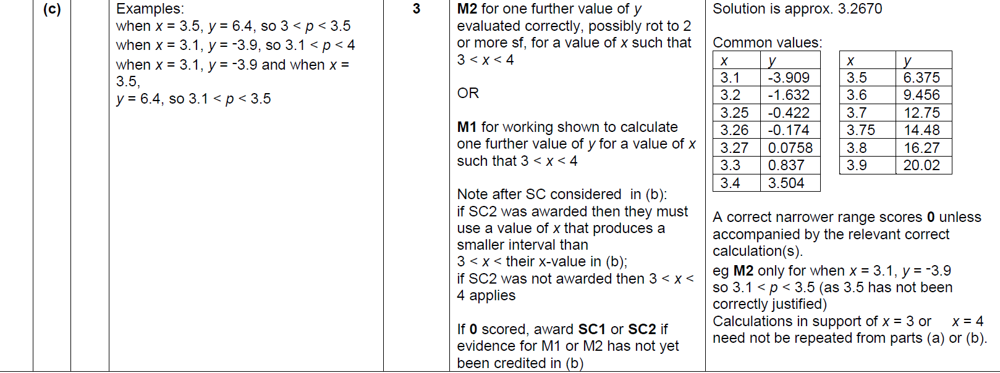 (c)
Examples:
when x = 3.5, y = 6.4, so 3 < p < 3.5
when x = 3.1, y = -3.9, so 3.1 < p < 4
when x = 3.1, y = -3.9 and when x =
3.5,
y = 6.4, so 3.1 < p < 3.5
3
M2 for one further value of y
evaluated correctly, possibly rot to 2
or more sf, for a value of x such that
3 < x < 4
OR
M1 for working shown to calculate
one further value of y for a value of x
such that 3 < x < 4
Note after SC considered in (b):
if SC2 was awarded then they must
use a value of x that produces a
smaller interval than
3 < x < their x-value in (b);
if SC2 was not awarded then 3 < x <
4 applies
If 0 scored, award SC1 or SC2 if
evidence for M1 or M2 has not yet
been credited in (b)
Solution is approx. 3.2670
Common values:
x y
3.1 -3.909
3.2 -1.632
3.25 -0.422
3.26 -0.174
3.27 0.0758
3.3 0.837
3.4 3.504
x y
3.5 6.375
3.6 9.456
3.7 12.75
3.75 14.48
3.8 16.27
3.9 20.02
A correct narrower range scores 0 unless
accompanied by the relevant correct
calculation(s).
eg M2 only for when x = 3.1, y = -3.9
so 3.1 < p < 3.5 (as 3.5 has not been
correctly justified)
Calculations in support of x = 3 or x = 4
need not be repeated from parts (a) or (b).